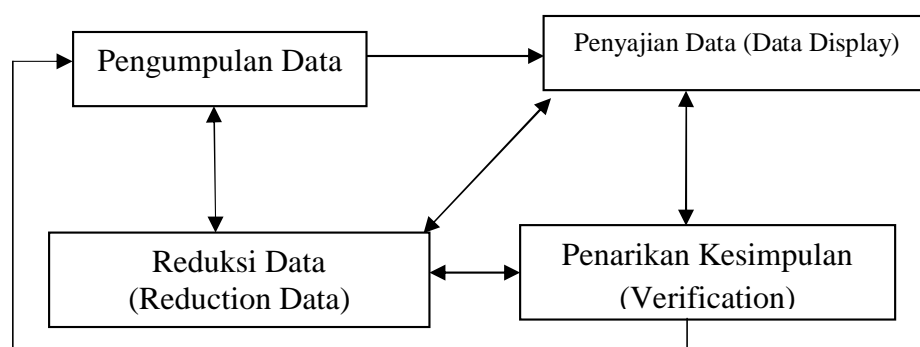 Pengumpulan Data
Penyajian Data (Data Display)
Reduksi Data
(Reduction Data)
Penarikan Kesimpulan
(Verification)